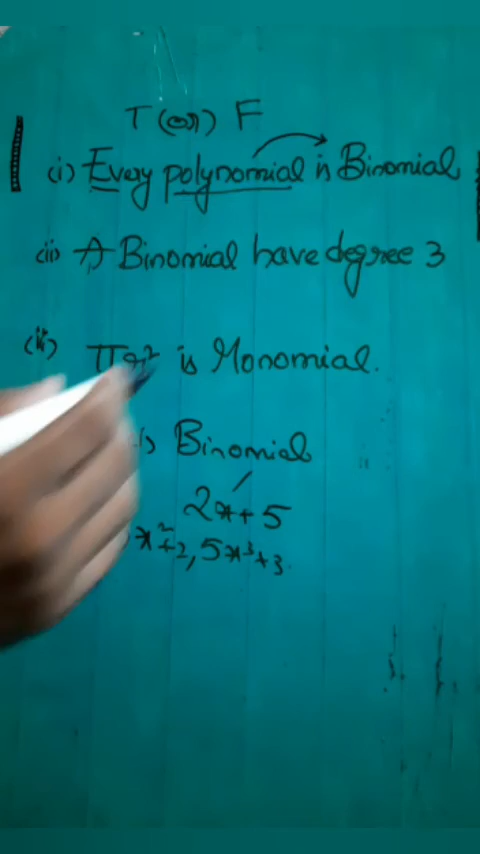 T (or) F
(i) Every polynomial is Binomial
(ii) A Binomial have degree 3
πr² is Monomial.
Binomial
2x+5
x²+2, 5x³+3.